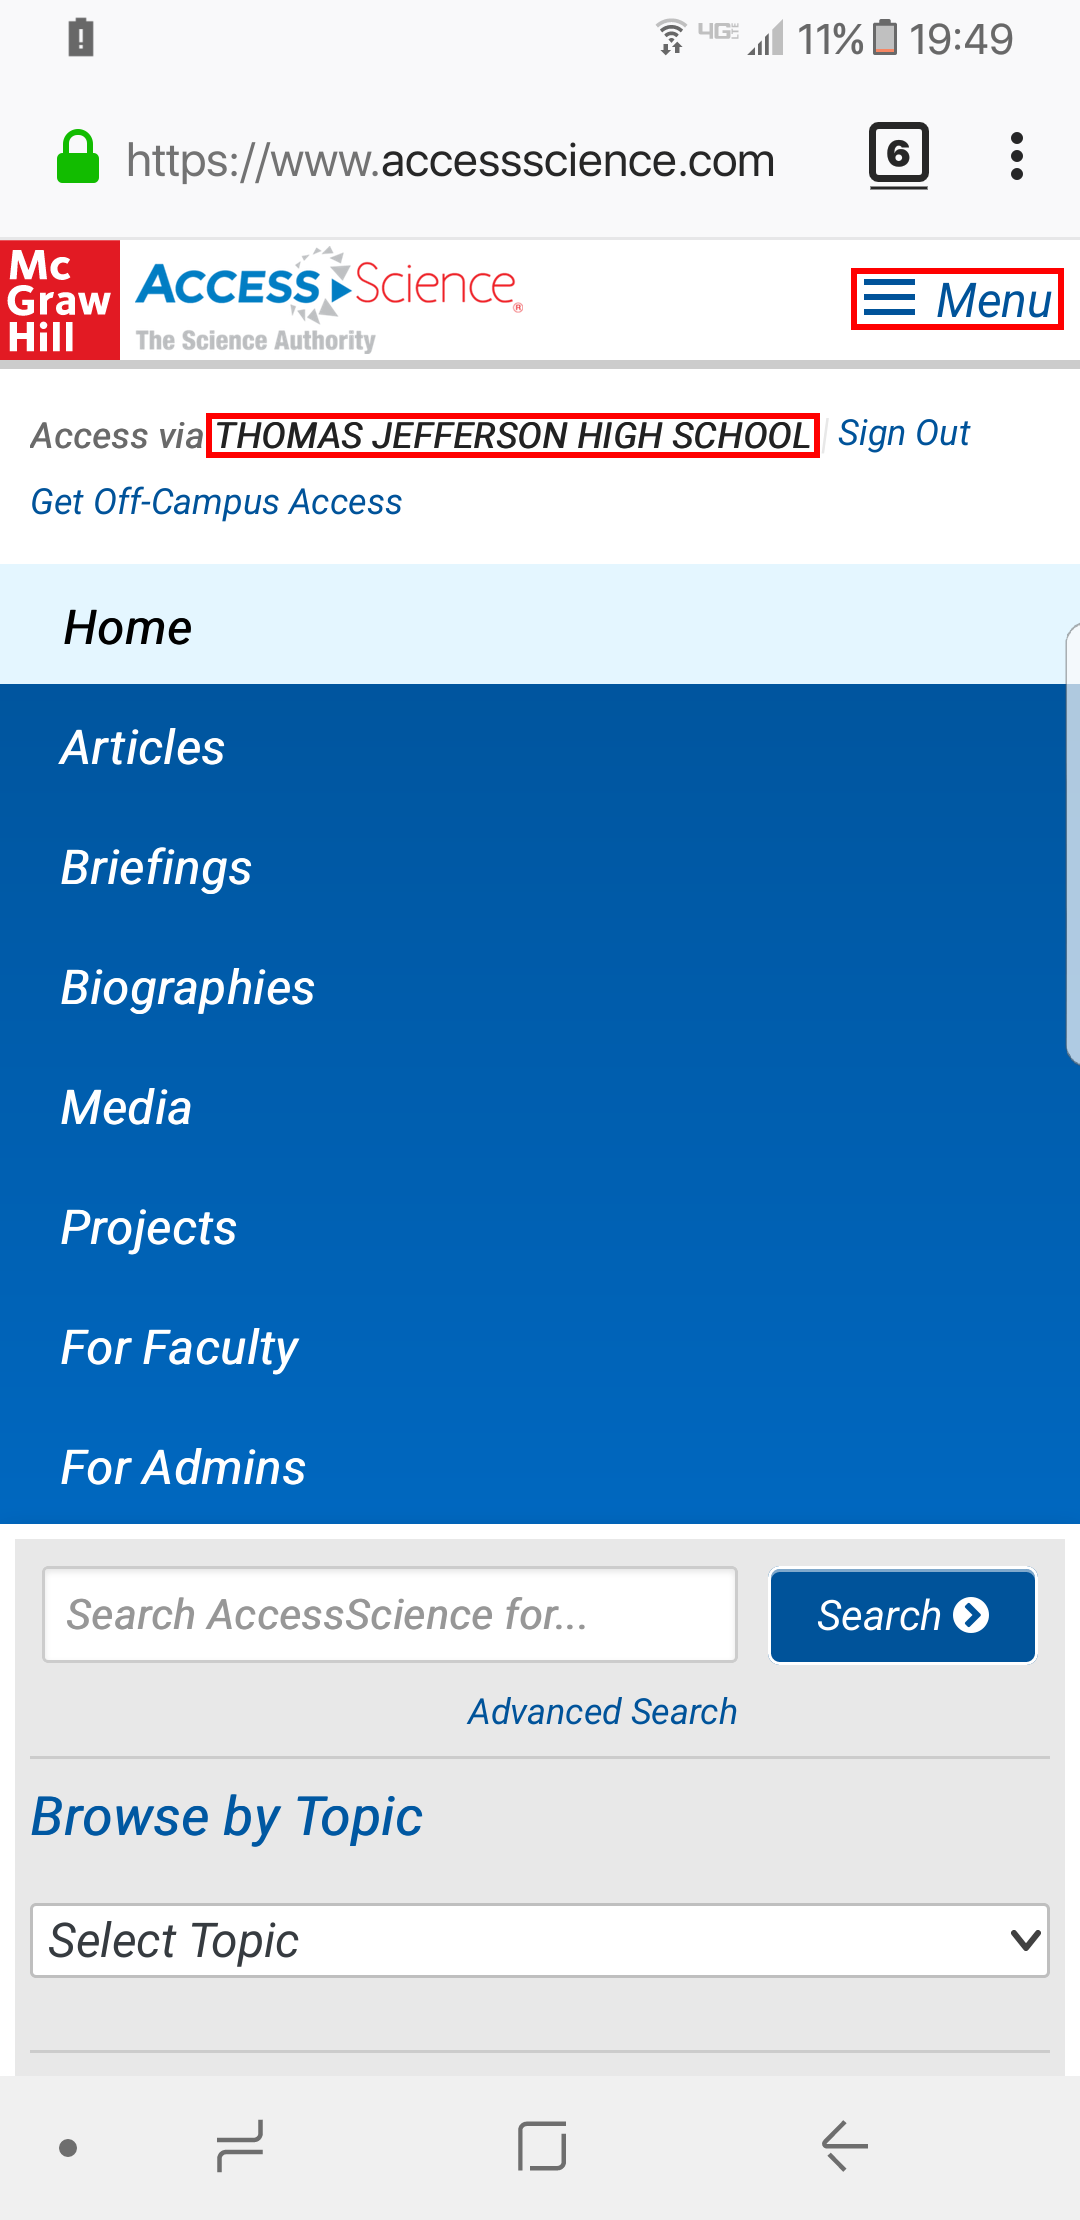 11% 19:49
https://www.accessscience.com 6
Mc
Graw
Hill
ACCESS Science®
The Science Authority
Menu
Access via THOMAS JEFFERSON HIGH SCHOOL Sign Out
Get Off-Campus Access
Home
Articles
Briefings
Biographies
Media
Projects
For Faculty
For Admins
Search AccessScience for... Search
Advanced Search
Browse by Topic
Select Topic